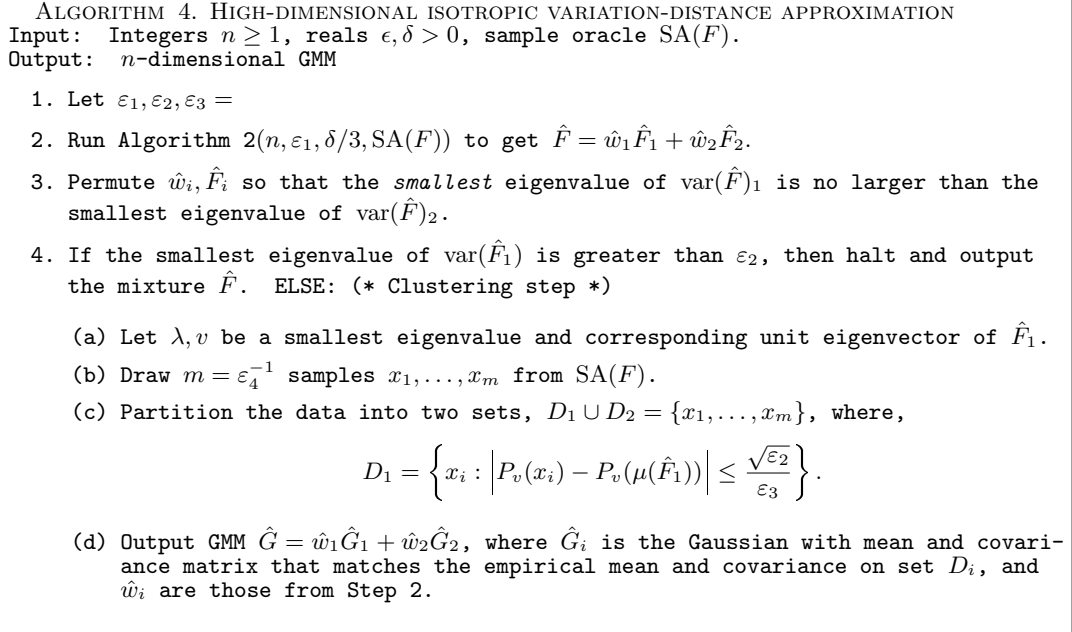 ALGORITHM 4. HIGH-DIMENSIONAL ISOTROPIC VARIATION-DISTANCE APPROXIMATION
Input: Integers n ≥ 1, reals ϵ, δ > 0, sample oracle SA(F).
Output: n-dimensional GMM
1. Let ε₁, ε₂, ε₃ =
2. Run Algorithm 2(n, ε₁, δ/3, SA(F)) to get F̂ = ŵ₁F̂₁ + ŵ₂F̂₂.
3. Permute ŵᵢ, F̂ᵢ so that the smallest eigenvalue of var(F̂)₁ is no larger than the
smallest eigenvalue of var(F̂)₂.
4. If the smallest eigenvalue of var(F̂₁) is greater than ε₂, then halt and output
the mixture F̂. ELSE: (* Clustering step *)
(a) Let λ, v be a smallest eigenvalue and corresponding unit eigenvector of F̂₁.
(b) Draw m = ε₄⁻¹ samples x₁, . . . , xₘ from SA(F).
(c) Partition the data into two sets, D₁ ∪ D₂ = {x₁, . . . , xₘ}, where,
D₁ = { xᵢ : |Pᵥ(xᵢ) − Pᵥ(μ(F̂₁))| ≤ √ε₂ / ε₃ } .
(d) Output GMM Ĝ = ŵ₁Ĝ₁ + ŵ₂Ĝ₂, where Ĝᵢ is the Gaussian with mean and covari-
ance matrix that matches the empirical mean and covariance on set Dᵢ, and
ŵᵢ are those from Step 2.